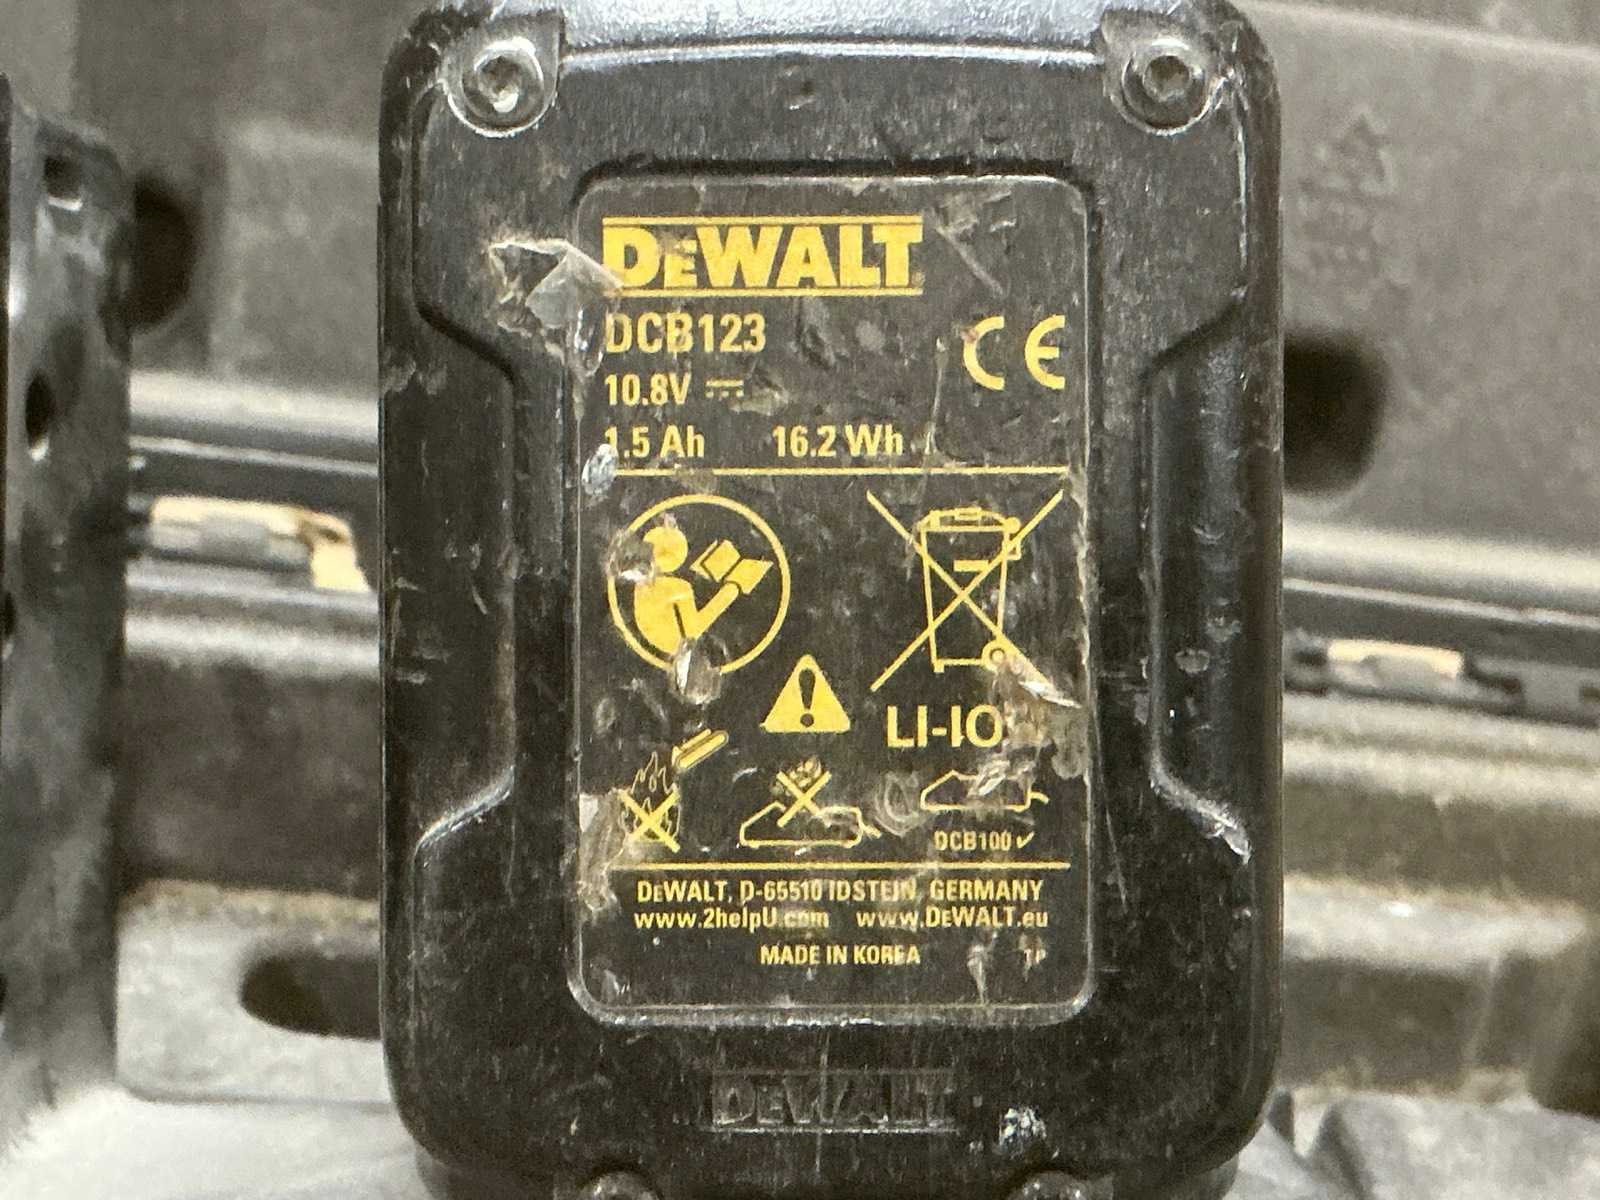 DEWALT
DCB123
10.8V
1.5 Ah 16.2 Wh
CE
LI-IO
DCB100✓
DEWALT, D-65510 IDSTEIN, GERMANY
www.2helpU.com www.DEWALT.eu
MADE IN KOREA
DEWALT